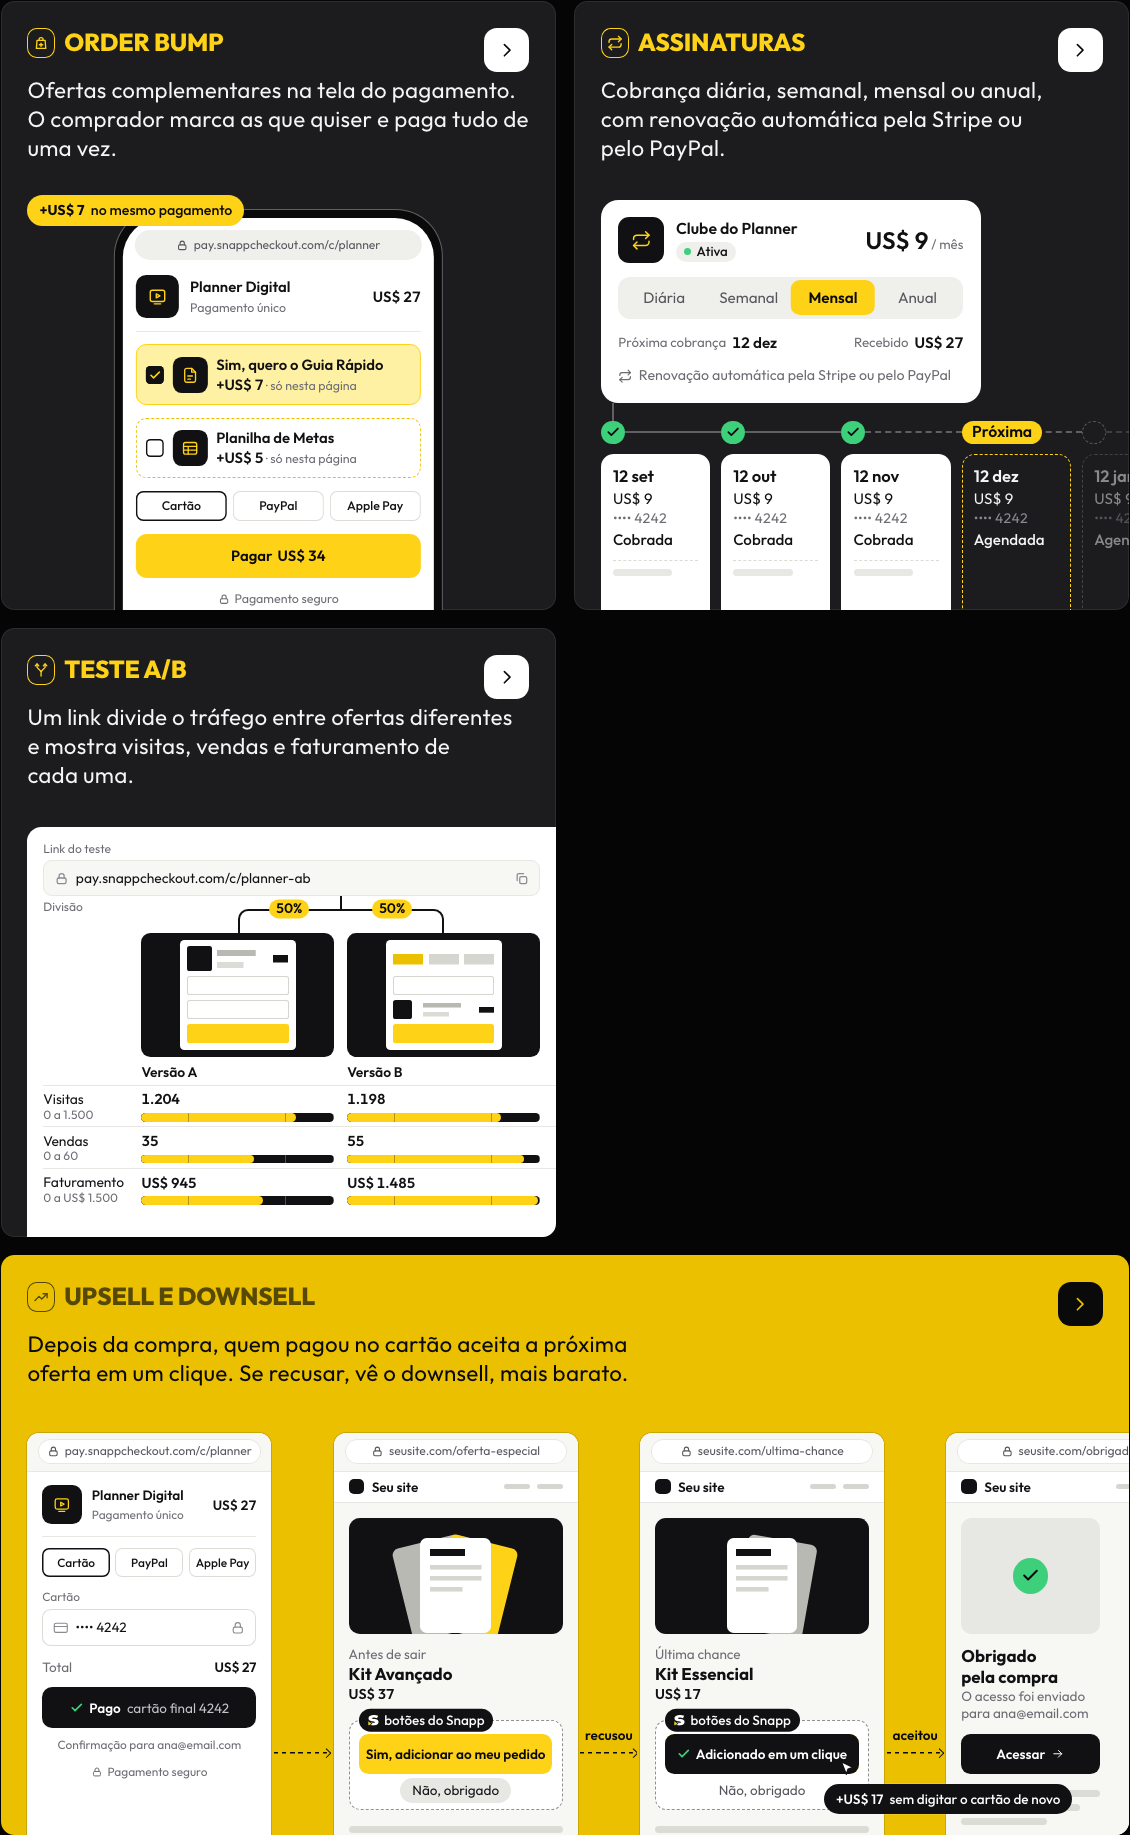 ORDER BUMP
Ofertas complementares na tela do pagamento.
O comprador marca as que quiser e paga tudo de
uma vez.
+US$ 7 no mesmo pagamento
pay.snappcheckout.com/c/planner
Planner Digital
Pagamento único
US$ 27
Sim, quero o Guia Rápido
+US$ 7 · só nesta página
Planilha de Metas
+US$ 5 · só nesta página
Cartão
PayPal
Apple Pay
Pagar US$ 34
Pagamento seguro
ASSINATURAS
Cobrança diária, semanal, mensal ou anual,
com renovação automática pela Stripe ou
pelo PayPal.
Clube do Planner
Ativa
US$ 9 / mês
Diária
Semanal
Mensal
Anual
Próxima cobrança 12 dez
Recebido US$ 27
Renovação automática pela Stripe ou pelo PayPal
Próxima
12 set
US$ 9
•••• 4242
Cobrada
12 out
US$ 9
•••• 4242
Cobrada
12 nov
US$ 9
•••• 4242
Cobrada
12 dez
US$ 9
•••• 4242
Agendada
12 ja
US$
•••• 4
Agen
TESTE A/B
Um link divide o tráfego entre ofertas diferentes
e mostra visitas, vendas e faturamento de
cada uma.
Link do teste
pay.snappcheckout.com/c/planner-ab
Divisão
50%
50%
Versão A
Versão B
Visitas
0 a 1.500
1.204
1.198
Vendas
0 a 60
35
55
Faturamento
0 a US$ 1.500
US$ 945
US$ 1.485
UPSELL E DOWNSELL
Depois da compra, quem pagou no cartão aceita a próxima
oferta em um clique. Se recusar, vê o downsell, mais barato.
pay.snappcheckout.com/c/planner
Planner Digital
Pagamento único
US$ 27
Cartão
PayPal
Apple Pay
Cartão
•••• 4242
Total
US$ 27
Pago cartão final 4242
Confirmação para ana@email.com
Pagamento seguro
seusite.com/oferta-especial
Seu site
Antes de sair
Kit Avançado
US$ 37
botões do Snapp
Sim, adicionar ao meu pedido
Não, obrigado
recusou
seusite.com/ultima-chance
Seu site
Última chance
Kit Essencial
US$ 17
botões do Snapp
Adicionado em um clique
Não, obrigado
aceitou
+US$ 17 sem digitar o cartão de novo
seusite.com/obrigad
Seu site
Obrigado
pela compra
O acesso foi enviado
para ana@email.com
Acessar